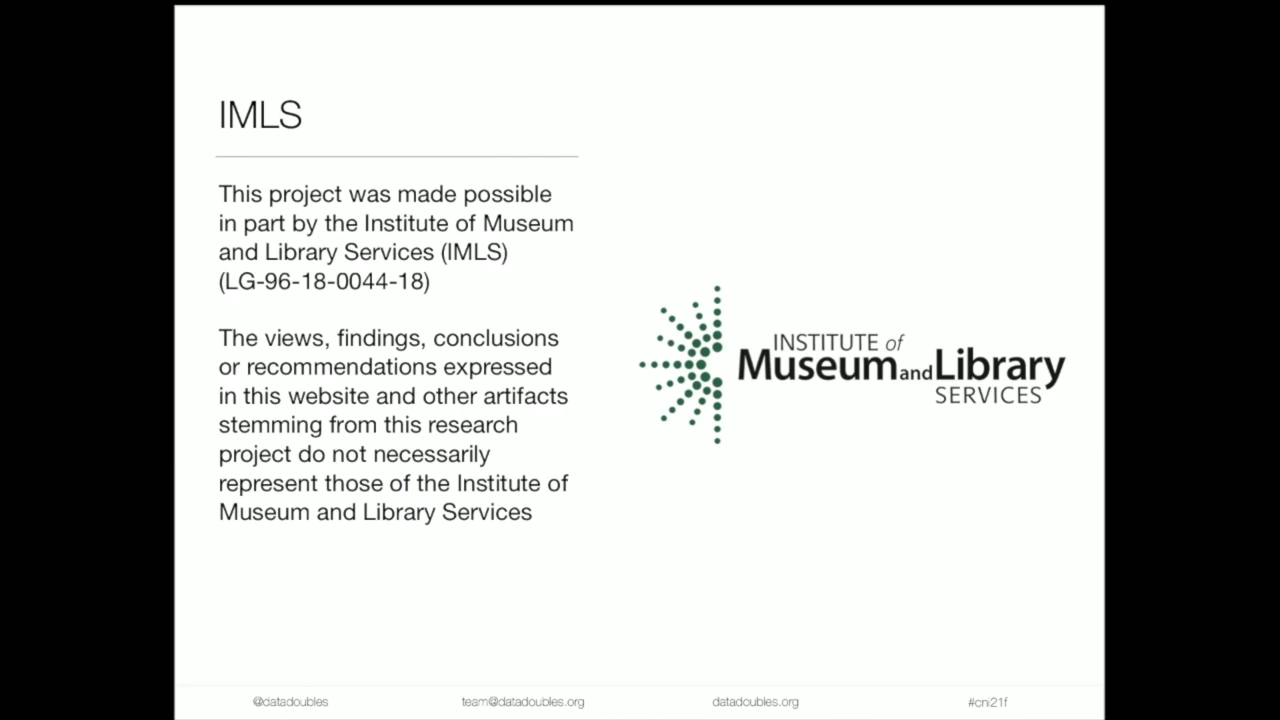 IMLS
This project was made possible
in part by the Institute of Museum
and Library Services (IMLS)
(LG-96-18-0044-18)
The views, findings, conclusions
or recommendations expressed
in this website and other artifacts
stemming from this research
project do not necessarily
represent those of the Institute of
Museum and Library Services
INSTITUTE of
Museum and Library
SERVICES
@datadoubles team@datadoubles.org datadoubles.org #cni21f